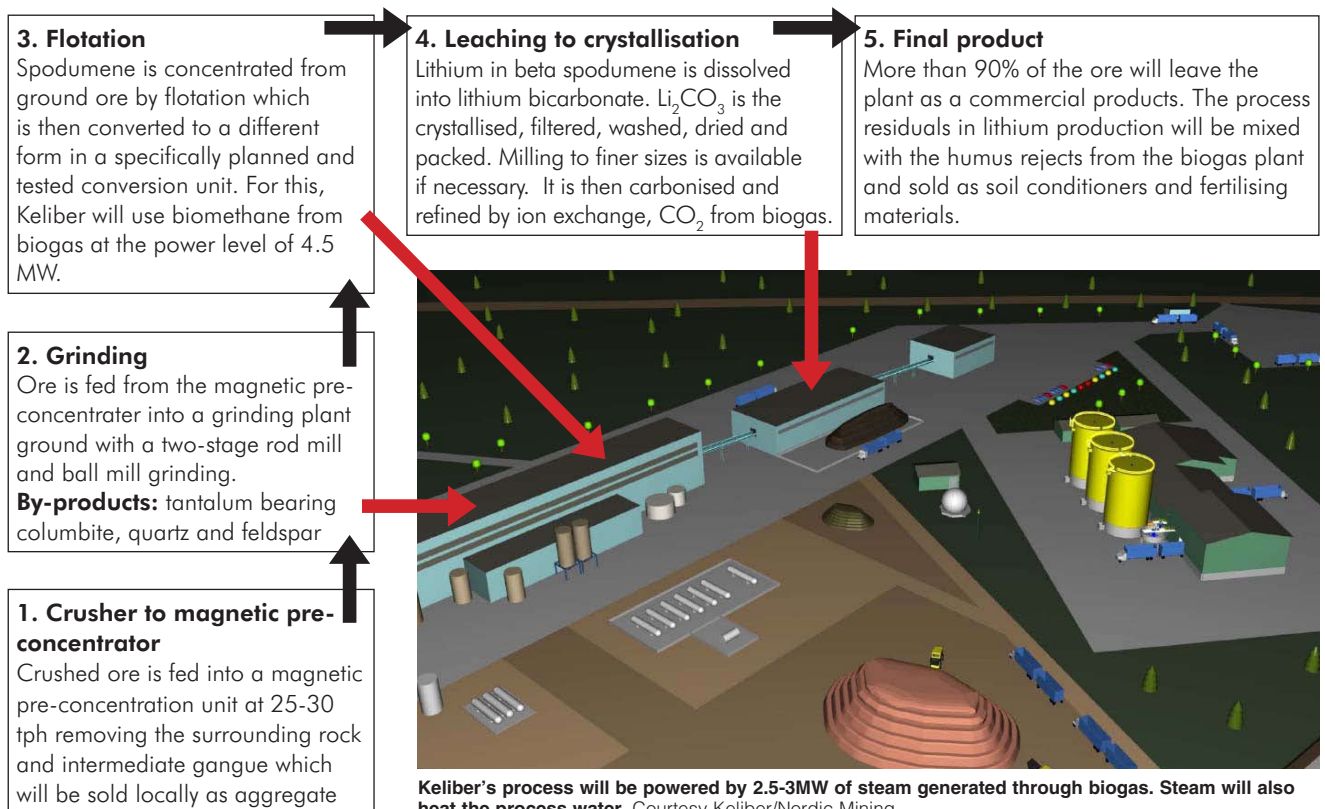 3. Flotation
Spodumene is concentrated from
ground ore by flotation which
is then converted to a different
form in a specifically planned and
tested conversion unit. For this,
Keliber will use biomethane from
biogas at the power level of 4.5
MW.
4. Leaching to crystallisation
Lithium in beta spodumene is dissolved
into lithium bicarbonate. Li₂CO₃ is the
crystallised, filtered, washed, dried and
packed. Milling to finer sizes is available
if necessary. It is then carbonised and
refined by ion exchange, CO₂ from biogas.
5. Final product
More than 90% of the ore will leave the
plant as a commercial products. The process
residuals in lithium production will be mixed
with the humus rejects from the biogas plant
and sold as soil conditioners and fertilising
materials.
2. Grinding
Ore is fed from the magnetic pre-
concentrater into a grinding plant
ground with a two-stage rod mill
and ball mill grinding.
By-products: tantalum bearing
columbite, quartz and feldspar
1. Crusher to magnetic pre-
concentrator
Crushed ore is fed into a magnetic
pre-concentration unit at 25-30
tph removing the surrounding rock
and intermediate gangue which
will be sold locally as aggregate
Keliber's process will be powered by 2.5-3MW of steam generated through biogas. Steam will also
heat the process water. Courtesy Keliber/Nordic Mining